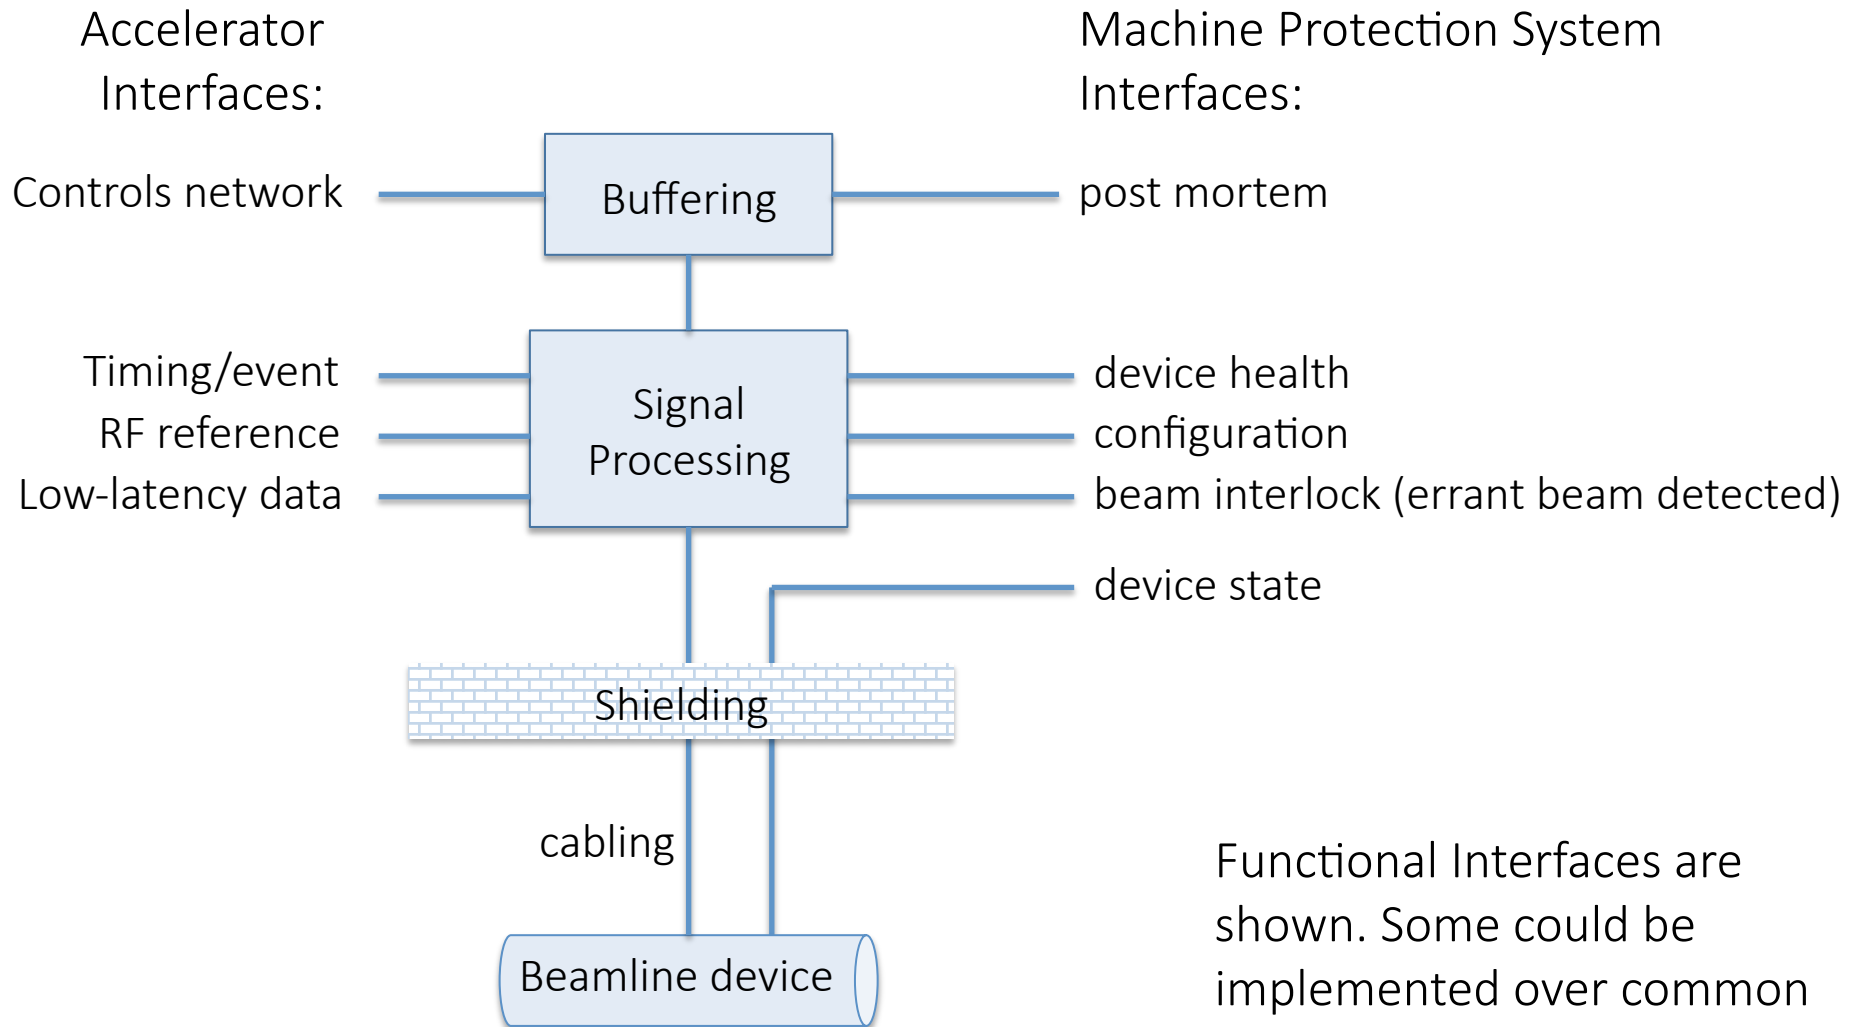 Accelerator
Interfaces:
Machine Protection System
Interfaces:
Controls network
Buffering
post mortem
Timing/event
RF reference
Low-latency data
Signal
Processing
device health
configuration
beam interlock (errant beam detected)
device state
Shielding
cabling
Beamline device
Functional Interfaces are
shown. Some could be
implemented over common